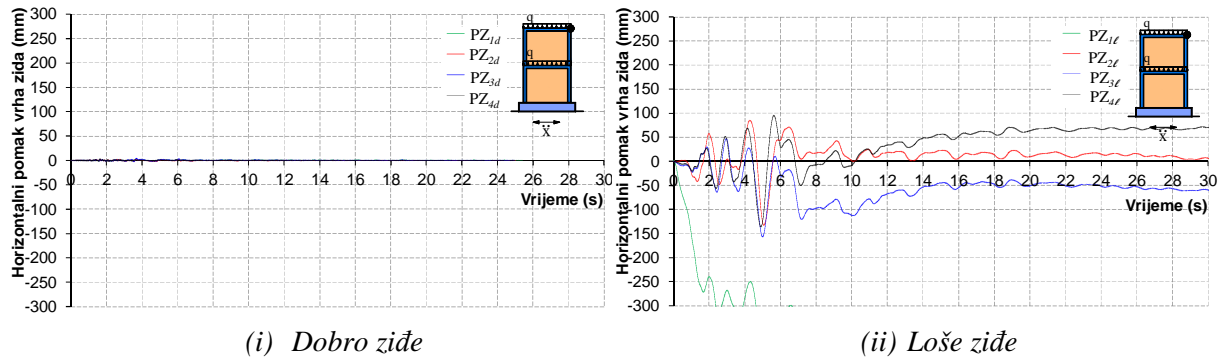 Horizontalni pomak vrha zida (mm)
300
250
200
150
100
50
0
-50
-100
-150
-200
-250
-300
0 2 4 6 8 10 12 14 16 18 20 22 24 26 28 30
Vrijeme (s)
PZ1d
PZ2d
PZ3d
PZ4d
q
q
Ẍ
(i) Dobro ziđe
Horizontalni pomak vrha zida (mm)
300
250
200
150
100
50
0
-50
-100
-150
-200
-250
-300
0 2 4 6 8 10 12 14 16 18 20 22 24 26 28 30
Vrijeme (s)
PZ1ℓ
PZ2ℓ
PZ3ℓ
PZ4ℓ
q
q
Ẍ
(ii) Loše ziđe